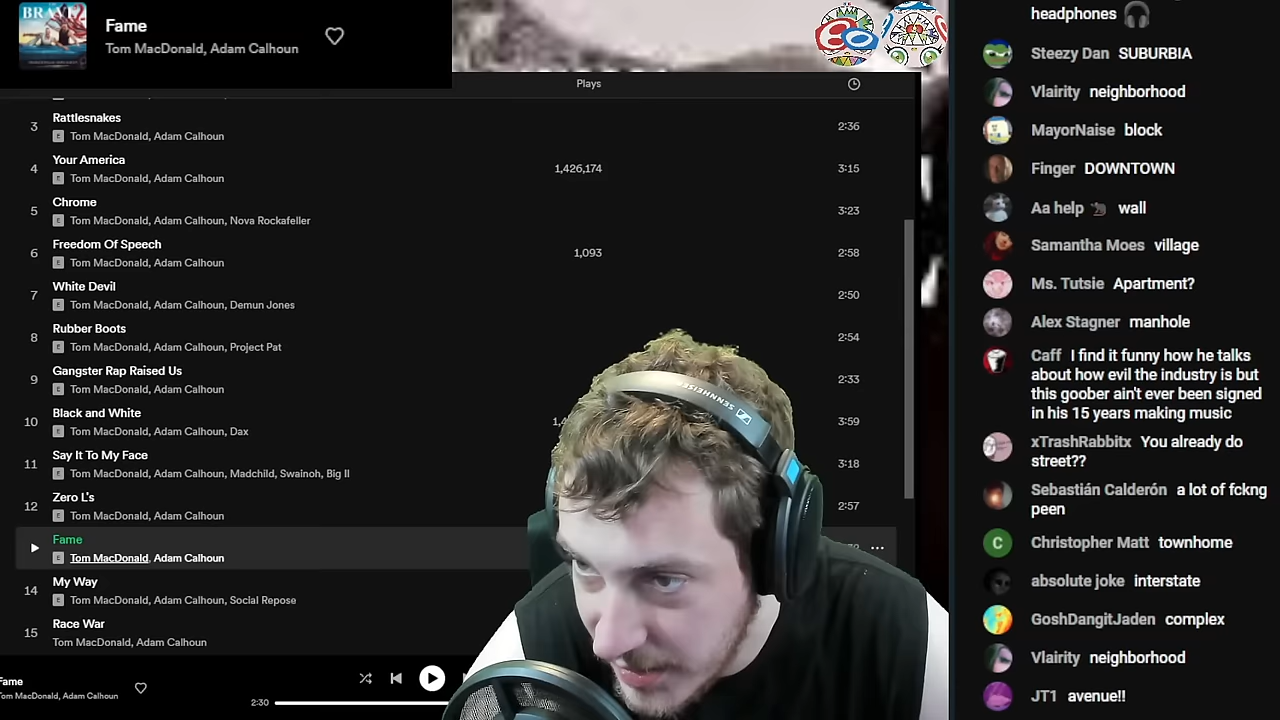 BRAVE2
Fame
Tom MacDonald, Adam Calhoun
Plays
3
Rattlesnakes
E Tom MacDonald, Adam Calhoun
2:36
4
Your America
E Tom MacDonald, Adam Calhoun
1,426,174
3:15
5
Chrome
E Tom MacDonald, Adam Calhoun, Nova Rockafeller
3:23
6
Freedom Of Speech
E Tom MacDonald, Adam Calhoun
1,093
2:58
7
White Devil
E Tom MacDonald, Adam Calhoun, Demun Jones
2:50
8
Rubber Boots
E Tom MacDonald, Adam Calhoun, Project Pat
2:54
9
Gangster Rap Raised Us
E Tom MacDonald, Adam Calhoun
2:33
10
Black and White
E Tom MacDonald, Adam Calhoun, Dax
1,4
3:59
11
Say It To My Face
E Tom MacDonald, Adam Calhoun, Madchild, Swainoh, Big II
3:18
12
Zero L's
E Tom MacDonald, Adam Calhoun
2:57
Fame
E Tom MacDonald, Adam Calhoun
14
My Way
E Tom MacDonald, Adam Calhoun, Social Repose
15
Race War
Tom MacDonald, Adam Calhoun
Fame
Tom MacDonald, Adam Calhoun
2:30
SENNHEISER
headphones
Steezy Dan SUBURBIA
Vlairity neighborhood
MayorNaise block
Finger DOWNTOWN
Aa help wall
Samantha Moes village
Ms. Tutsie Apartment?
Alex Stagner manhole
Caff I find it funny how he talks
about how evil the industry is but
this goober ain't ever been signed
in his 15 years making music
xTrashRabbitx You already do
street??
Sebastián Calderón a lot of fckng
peen
C
Christopher Matt townhome
absolute joke interstate
GoshDangitJaden complex
Vlairity neighborhood
JT1 avenue!!